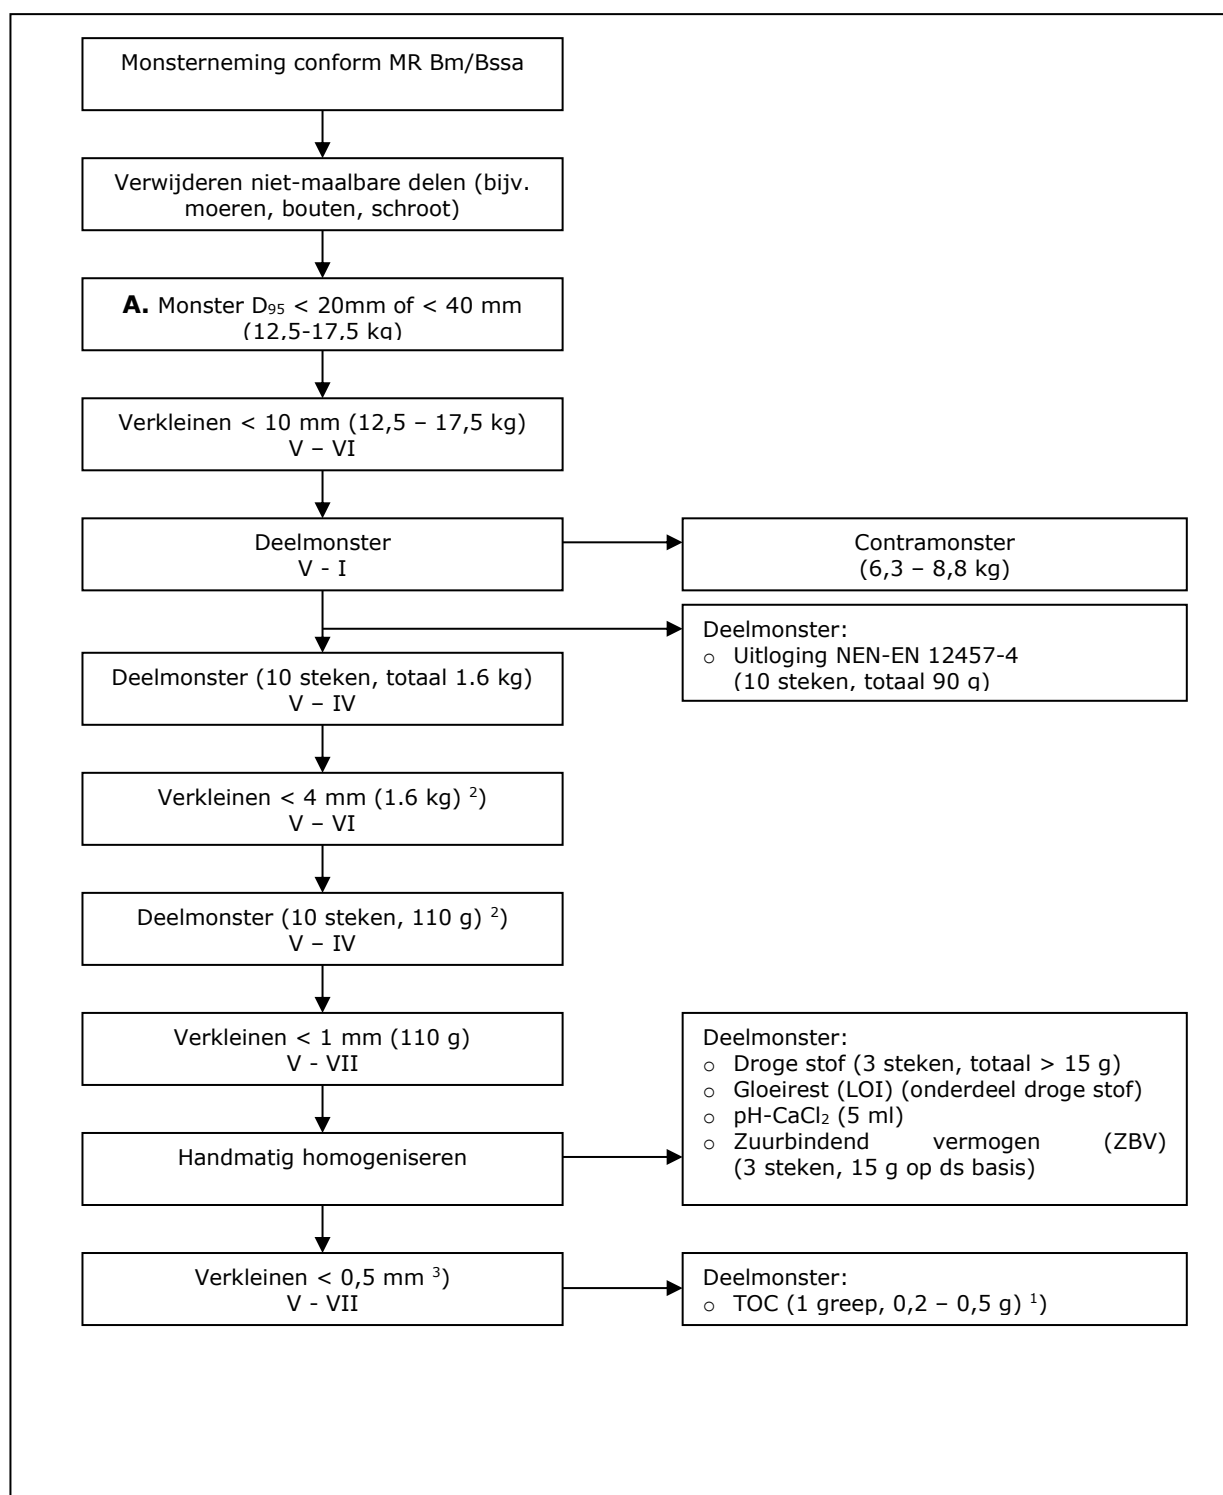 Monsterneming conform MR Bm/Bssa
Verwijderen niet-maalbare delen (bijv.
moeren, bouten, schroot)
A. Monster D₉₅ < 20mm of < 40 mm
(12,5-17,5 kg)
Verkleinen < 10 mm (12,5 – 17,5 kg)
V – VI
Deelmonster
V - I
Contramonster
(6,3 – 8,8 kg)
Deelmonster:
o Uitloging NEN-EN 12457-4
(10 steken, totaal 90 g)
Deelmonster (10 steken, totaal 1.6 kg)
V – IV
Verkleinen < 4 mm (1.6 kg) ²)
V – VI
Deelmonster (10 steken, 110 g) ²)
V – IV
Verkleinen < 1 mm (110 g)
V - VII
Deelmonster:
o Droge stof (3 steken, totaal > 15 g)
o Gloeirest (LOI) (onderdeel droge stof)
o pH-CaCl₂ (5 ml)
o Zuurbindend vermogen (ZBV)
(3 steken, 15 g op ds basis)
Handmatig homogeniseren
Verkleinen < 0,5 mm ³)
V - VII
Deelmonster:
o TOC (1 greep, 0,2 – 0,5 g) ¹)